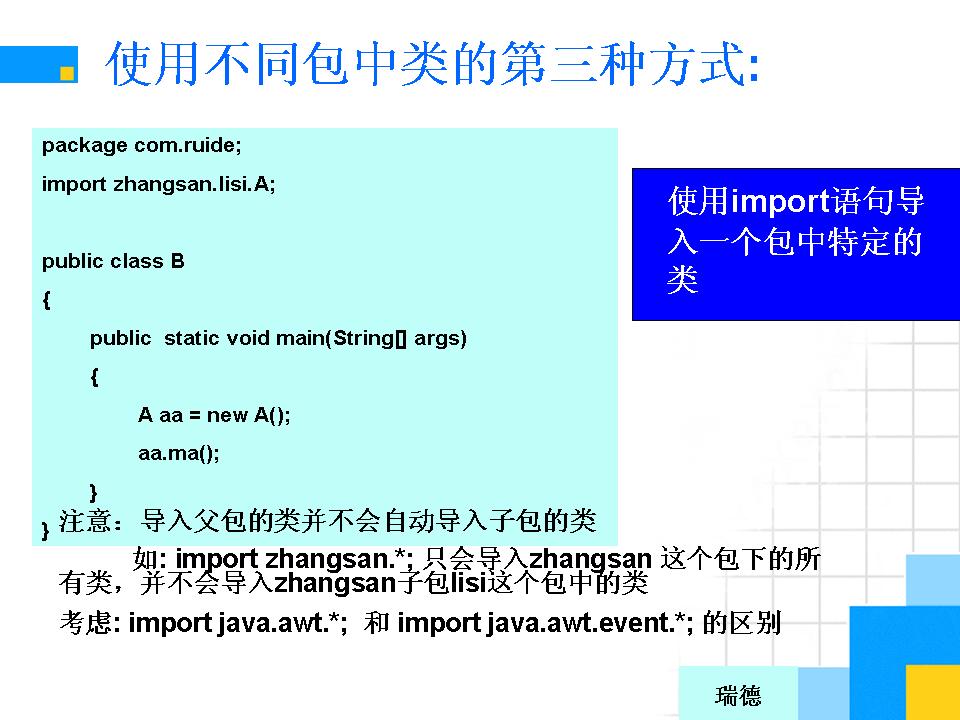 使用不同包中类的第三种方式:
package com.ruide;
import zhangsan.lisi.A;
public class B
{
public  static void main(String[] args)
{
A aa = new A();
aa.ma();
}
}
使用import语句导
入一个包中特定的
类
注意：导入父包的类并不会自动导入子包的类
如: import zhangsan.*; 只会导入zhangsan 这个包下的所
有类，并不会导入zhangsan子包lisi这个包中的类
考虑: import java.awt.*;  和 import java.awt.event.*; 的区别
瑞德